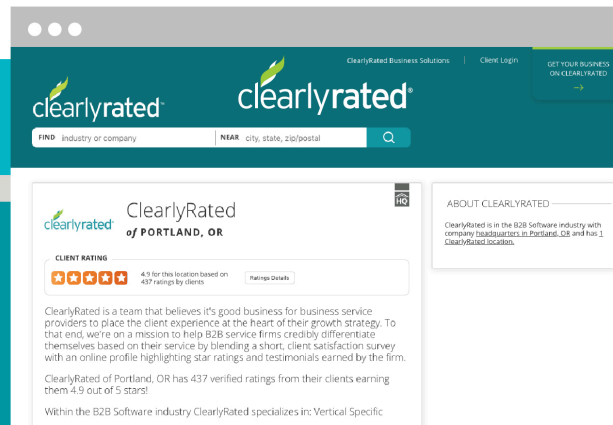 ClearlyRated Business Solutions | Client Login
GET YOUR BUSINESS
ON CLEARLYRATED
clearlyrated
clearlyrated®
FIND industry or company
NEAR city, state, zip/postal
HQ
clearlyrated
ClearlyRated
of PORTLAND, OR
CLIENT RATING
4.9 for this location based on
437 ratings by clients
Ratings Details
ClearlyRated is a team that believes it's good business for business service
providers to place the client experience at the heart of their growth strategy. To
that end, we're on a mission to help B2B service firms credibly differentiate
themselves based on their service by blending a short, client satisfaction survey
with an online profile highlighting star ratings and testimonials earned by the firm.
ClearlyRated of Portland, OR has 437 verified ratings from their clients earning
them 4.9 out of 5 stars!
Within the B2B Software industry ClearlyRated specializes in: Vertical Specific
ABOUT CLEARLYRATED
ClearlyRated is in the B2B Software industry with
company headquarters in Portland, OR and has 1
ClearlyRated location.